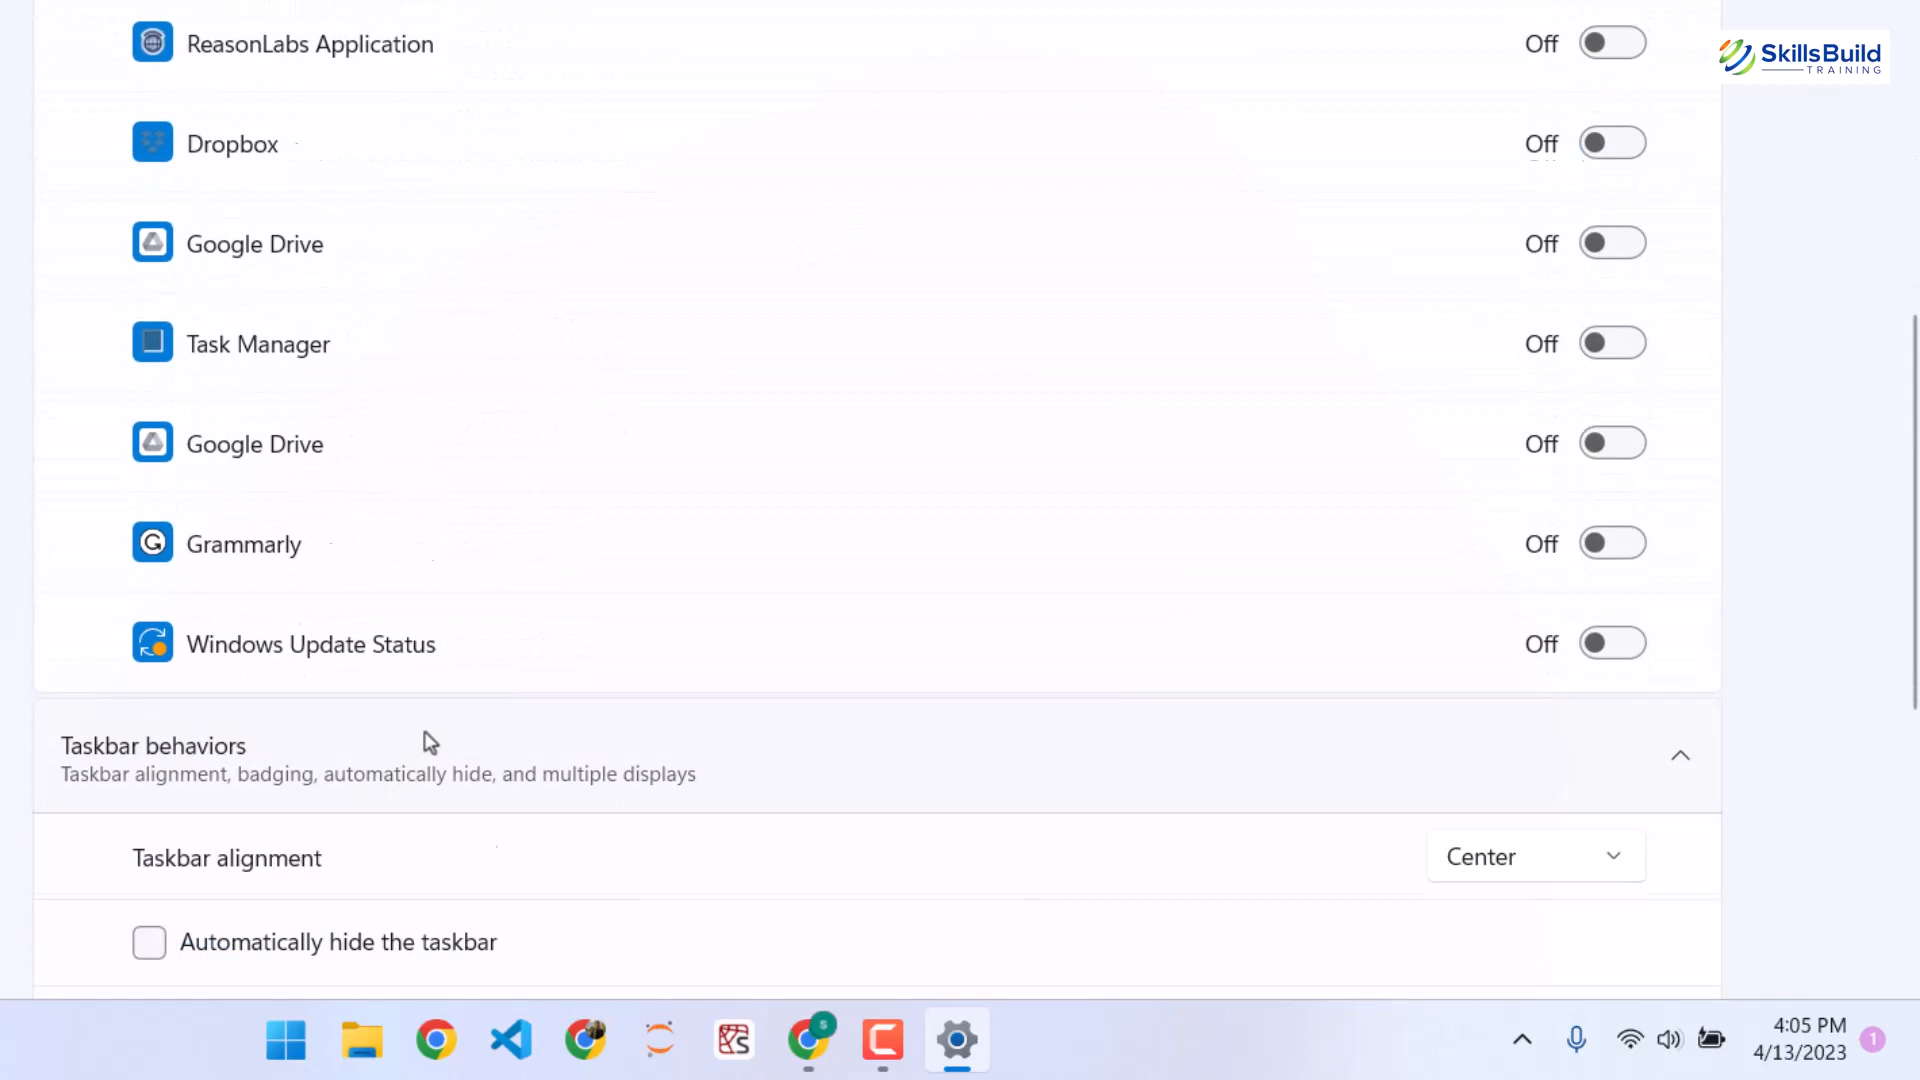 ReasonLabs Application
Off
SkillsBuild
TRAINING
Dropbox
Off
Google Drive
Off
Task Manager
Off
Google Drive
Off
Grammarly
Off
Windows Update Status
Off
Taskbar behaviors
Taskbar alignment, badging, automatically hide, and multiple displays
Taskbar alignment
Center
Automatically hide the taskbar
4:05 PM
4/13/2023
1